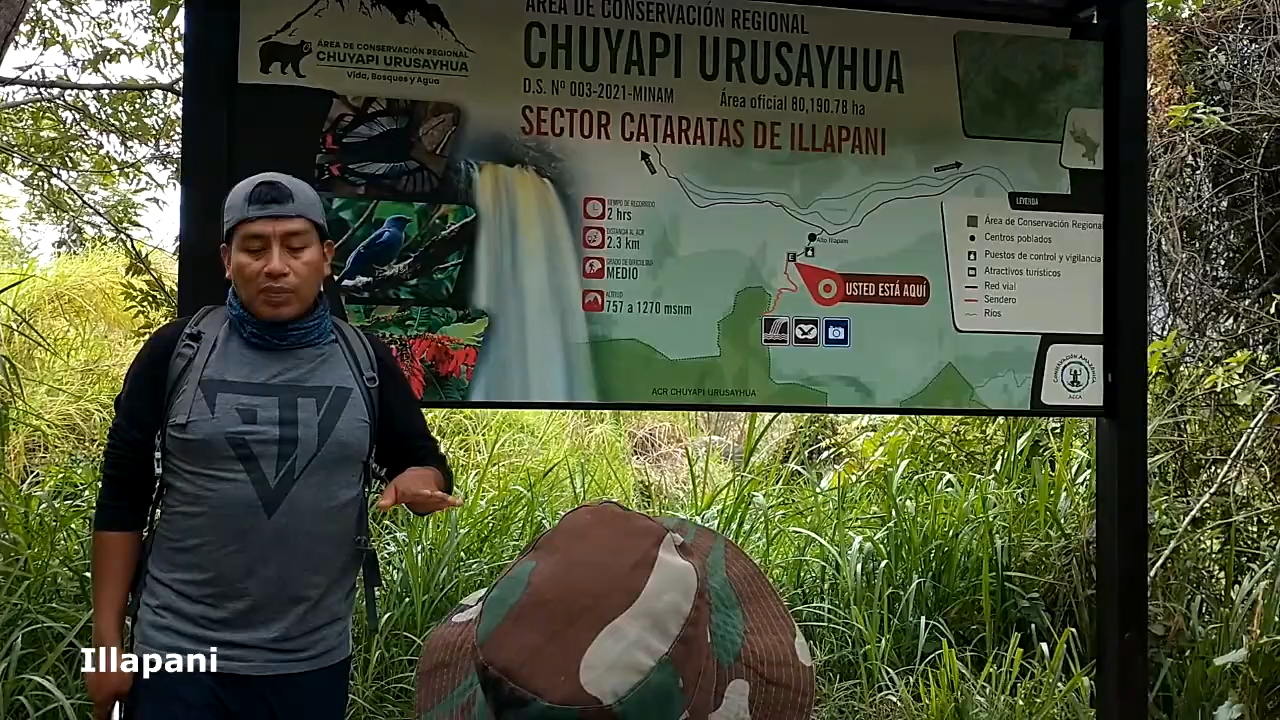 ÁREA DE CONSERVACIÓN REGIONAL
CHUYAPI URUSAYHUA
Vida, Bosques y Agua
ÁREA DE CONSERVACIÓN REGIONAL
CHUYAPI URUSAYHUA
D.S. Nº 003-2021-MINAM Área oficial 80,190.78 ha
SECTOR CATARATAS DE ILLAPANI
TIEMPO DE RECORRIDO
2 hrs
DISTANCIA AL ACR
2.3 km
GRADO DE DIFICULTAD
MEDIO
ALTITUD
757 a 1270 msnm
Alto Illapani
E
USTED ESTÁ AQUÍ
LEYENDA
Área de Conservación Regional
Centros poblados
Puestos de control y vigilancia
Atractivos turisticos
Red vial
Sendero
Ríos
ACR CHUYAPI URUSAYHUA
CONSERVACIÓN AMAZÓNICA
ACCA
Illapani